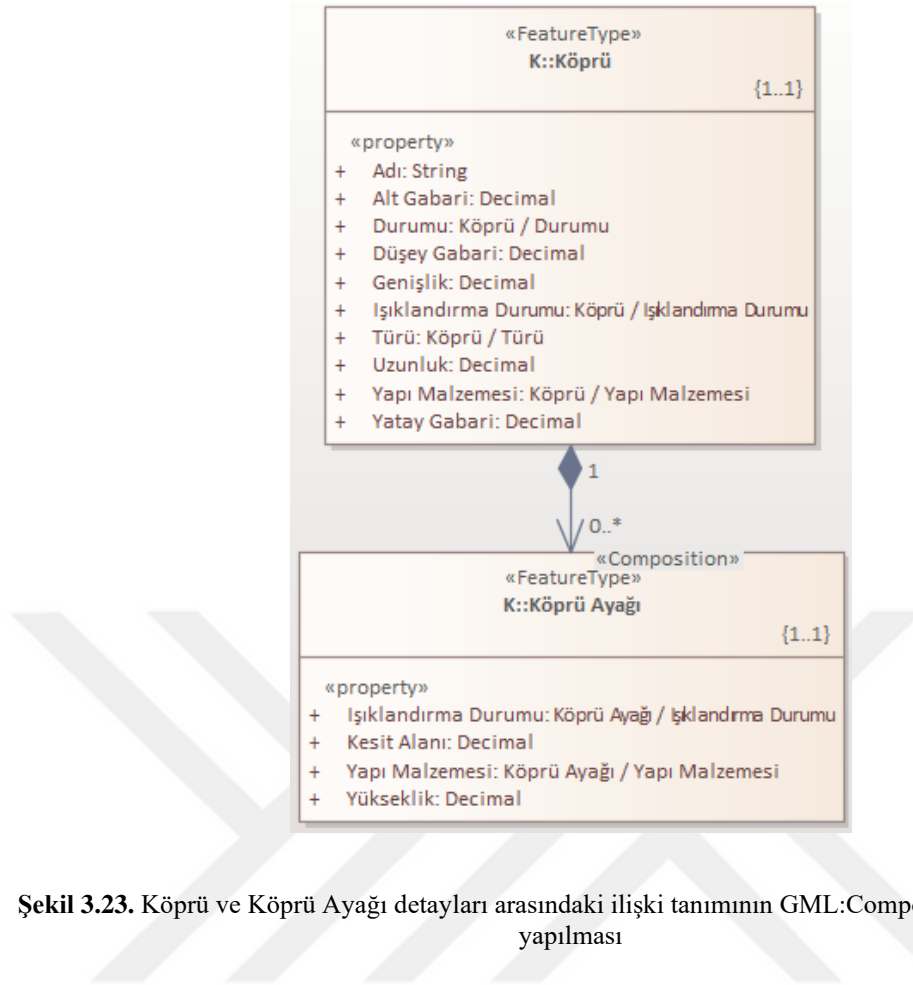 «FeatureType»
K::Köprü
{1..1}
«property»
+ Adı: String
+ Alt Gabari: Decimal
+ Durumu: Köprü / Durumu
+ Düşey Gabari: Decimal
+ Genişlik: Decimal
+ Işıklandırma Durumu: Köprü / Işıklandırma Durumu
+ Türü: Köprü / Türü
+ Uzunluk: Decimal
+ Yapı Malzemesi: Köprü / Yapı Malzemesi
+ Yatay Gabari: Decimal
1
0..*
«Composition»
«FeatureType»
K::Köprü Ayağı
{1..1}
«property»
+ Işıklandırma Durumu: Köprü Ayağı / Işıklandırma Durumu
+ Kesit Alanı: Decimal
+ Yapı Malzemesi: Köprü Ayağı / Yapı Malzemesi
+ Yükseklik: Decimal
Şekil 3.23. Köprü ve Köprü Ayağı detayları arasındaki ilişki tanımının GML:Compo
yapılması